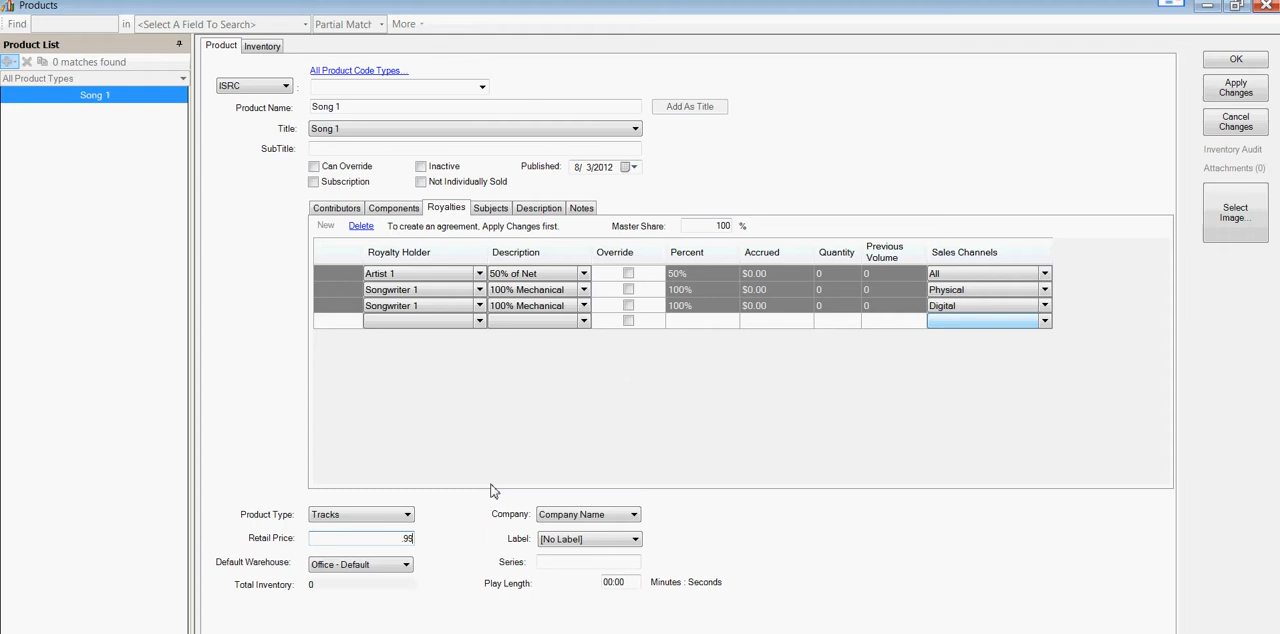 Products
Find in <Select A Field To Search> Partial Match More
Product List
0 matches found
All Product Types
Song 1
Product Inventory
All Product Code Types...
ISRC :
Product Name: Song 1 Add As Title
Title: Song 1
SubTitle:
Can Override Inactive Published: 8/ 3/2012
Subscription Not Individually Sold
Contributors Components Royalties Subjects Description Notes
New Delete To create an agreement, Apply Changes first. Master Share: 100 %
Royalty Holder Description Override Percent Accrued Quantity Previous Volume Sales Channels
Artist 1 50% of Net 50% $0.00 0 0 All
Songwriter 1 100% Mechanical 100% $0.00 0 0 Physical
Songwriter 1 100% Mechanical 100% $0.00 0 0 Digital
Product Type: Tracks Company: Company Name
Retail Price: .99 Label: [No Label]
Default Warehouse: Office - Default Series:
Total Inventory: 0 Play Length: 00:00 Minutes : Seconds
OK
Apply
Changes
Cancel
Changes
Inventory Audit
Attachments (0)
Select
Image...